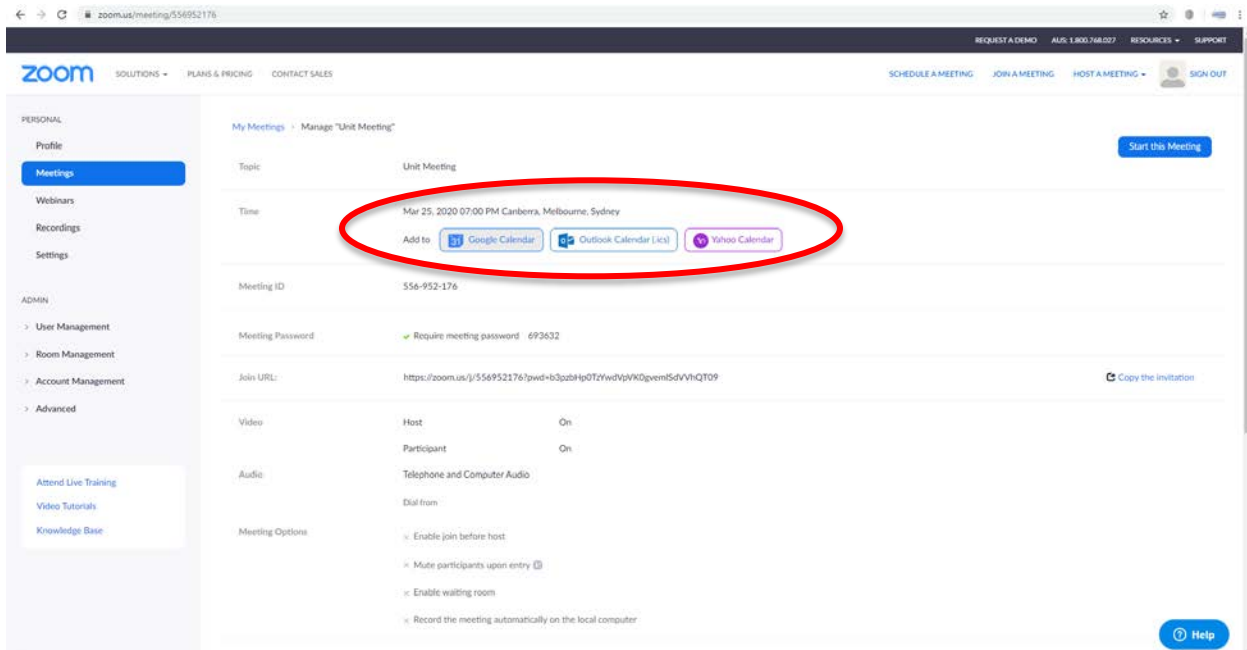 zoom.us/meeting/556952176
REQUEST A DEMO AUS: 1.800.768.027 RESOURCES SUPPORT
zoom SOLUTIONS PLANS & PRICING CONTACT SALES SCHEDULE A MEETING JOIN A MEETING HOST A MEETING SIGN OUT
PERSONAL
Profile
Meetings
Webinars
Recordings
Settings
ADMIN
> User Management
> Room Management
> Account Management
> Advanced
Attend Live Training
Video Tutorials
Knowledge Base
My Meetings > Manage "Unit Meeting"
Start this Meeting
Topic Unit Meeting
Time Mar 25, 2020 07:00 PM Canberra, Melbourne, Sydney
Add to 31 Google Calendar Outlook Calendar (.ics) Yahoo Calendar
Meeting ID 556-952-176
Meeting Password Require meeting password 693632
Join URL: Copy the invitation
Video Host On
Participant On
Audio Telephone and Computer Audio
Dial from
Meeting Options Enable join before host
Mute participants upon entry
Enable waiting room
Record the meeting automatically on the local computer
Help